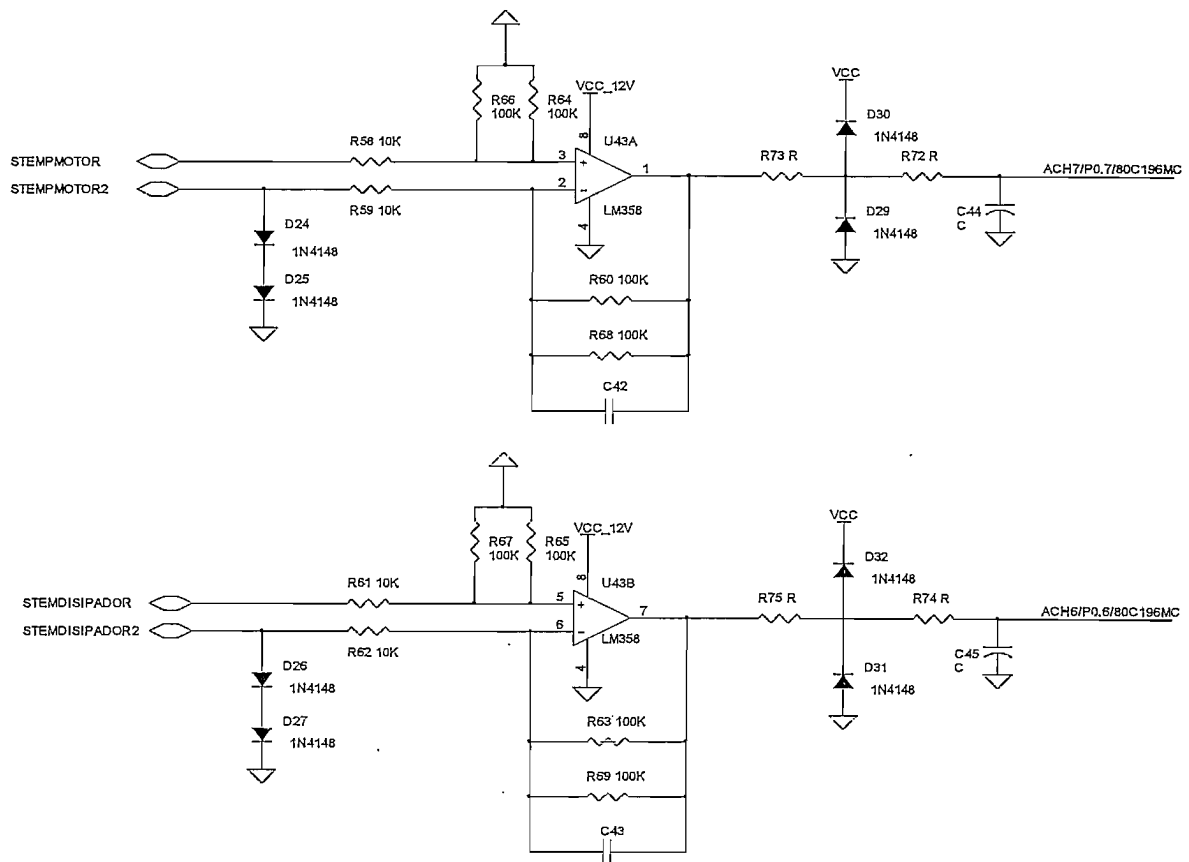 VCC_12V
VCC
R66
100K
R64
100K
D30
1N4148
8
U43A
R58 10K
STEMPMOTOR
3
+
1
R73 R
R72 R
ACH7/P0.7/80C196MC
STEMPMOTOR2
2
-
R59 10K
LM358
4
D24
1N4148
D29
1N4148
C44
C
D25
1N4148
R60 100K
R68 100K
C42
VCC_12V
VCC
R67
100K
R65
100K
D32
1N4148
8
U43B
R61 10K
STEMDISIPADOR
5
+
7
R75 R
R74 R
ACH6/P0.6/80C196MC
STEMDISIPADOR2
6
-
R62 10K
LM358
4
D26
1N4148
D31
1N4148
C45
C
D27
1N4148
R63 100K
R69 100K
C43